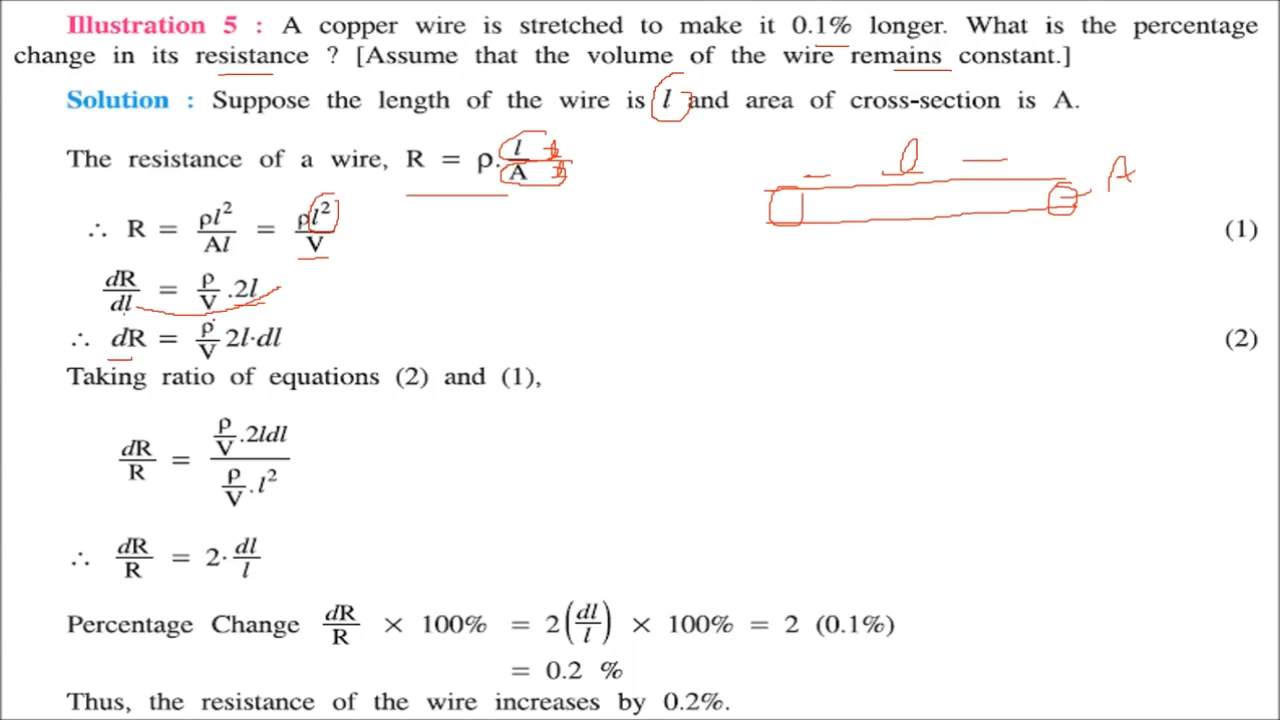 Illustration 5 : A copper wire is stretched to make it 0.1% longer. What is the percentage
change in its resistance ? [Assume that the volume of the wire remains constant.]
Solution : Suppose the length of the wire is l and area of cross-section is A.
The resistance of a wire, R = ρ. l/A
l
A
∴ R = ρl²/Al = ρl²/V (1)
dR/dl = ρ/V .2l
∴ dR = ρ/V 2l·dl (2)
Taking ratio of equations (2) and (1),
dR/R = (ρ/V .2ldl)/(ρ/V . l²)
∴ dR/R = 2· dl/l
Percentage Change dR/R × 100% = 2(dl/l) × 100% = 2 (0.1%)
= 0.2 %
Thus, the resistance of the wire increases by 0.2%.